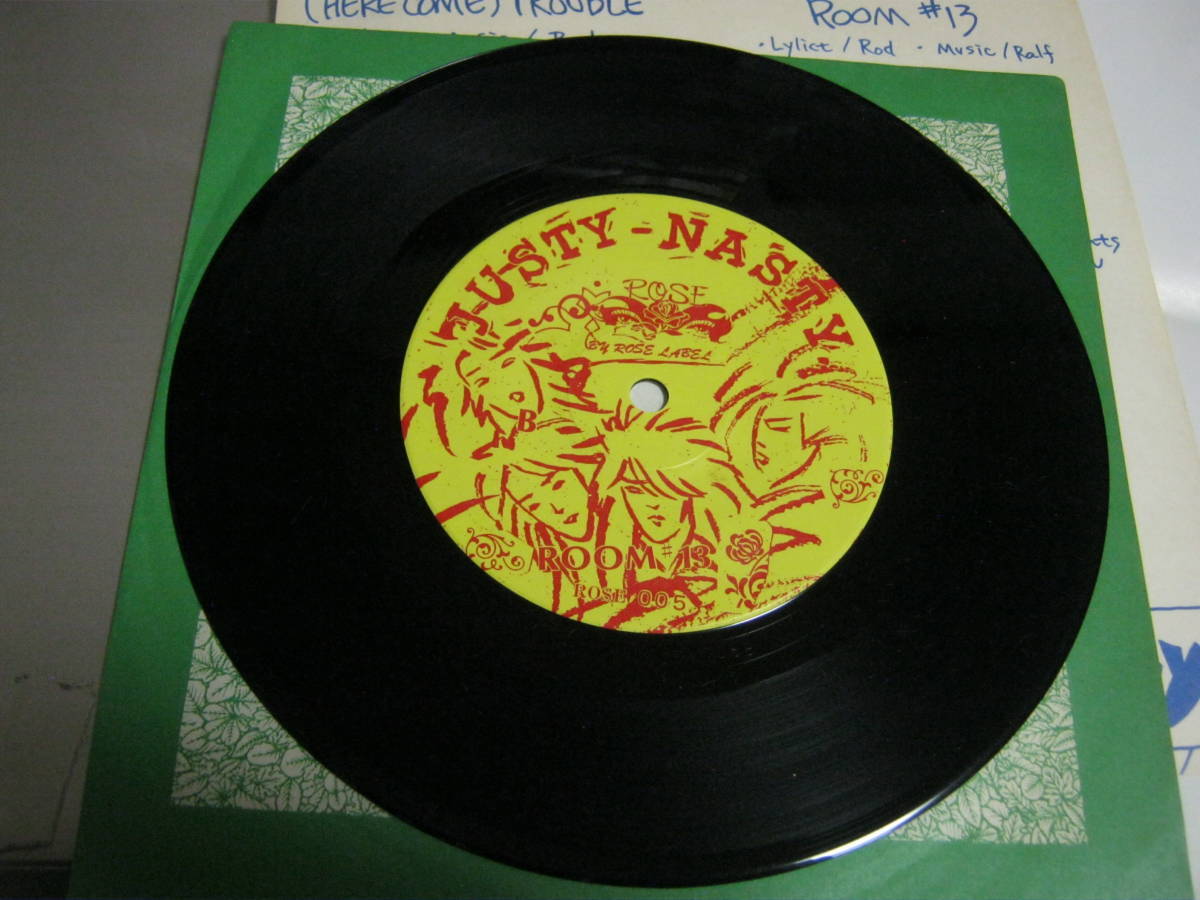 (HERE COME) TROUBLE
ROOM #13
・Lylict / Rod ・Music / Ralf
JUSTY-NASTY
ROSE
BY ROSE LABEL
B
ROOM #13
ROSE 005